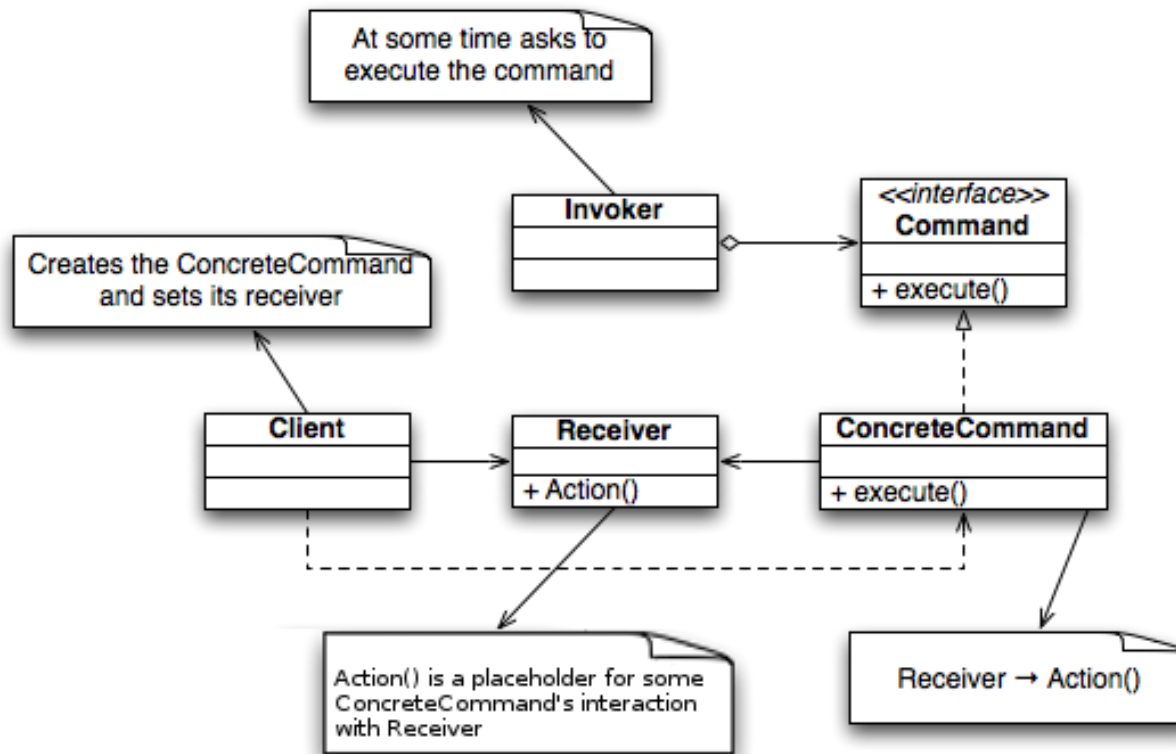 At some time asks to
execute the command
Invoker
<<interface>>
Command
+ execute()
Creates the ConcreteCommand
and sets its receiver
Client
Receiver
+ Action()
ConcreteCommand
+ execute()
Action() is a placeholder for some
ConcreteCommand's interaction
with Receiver
Receiver → Action()